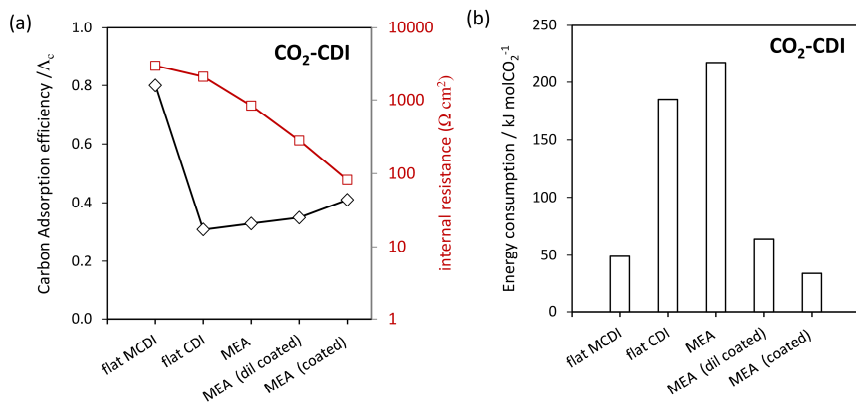 (a)
CO₂-CDI
Carbon Adsorption efficiency /Λc
1.0
0.8
0.6
0.4
0.2
0.0
10000
1000
100
10
1
internal resistance (Ω cm²)
flat MCDI
flat CDI
MEA
MEA (dil coated)
MEA (coated)
(b)
CO₂-CDI
Energy consumption / kJ molCO₂⁻¹
250
200
150
100
50
0
flat MCDI
flat CDI
MEA
MEA (dil coated)
MEA (coated)